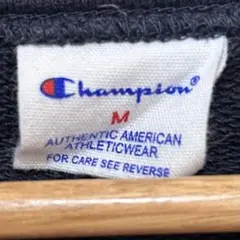 Champion®
M
AUTHENTIC AMERICAN
ATHLETICWEAR
FOR CARE SEE REVERSE